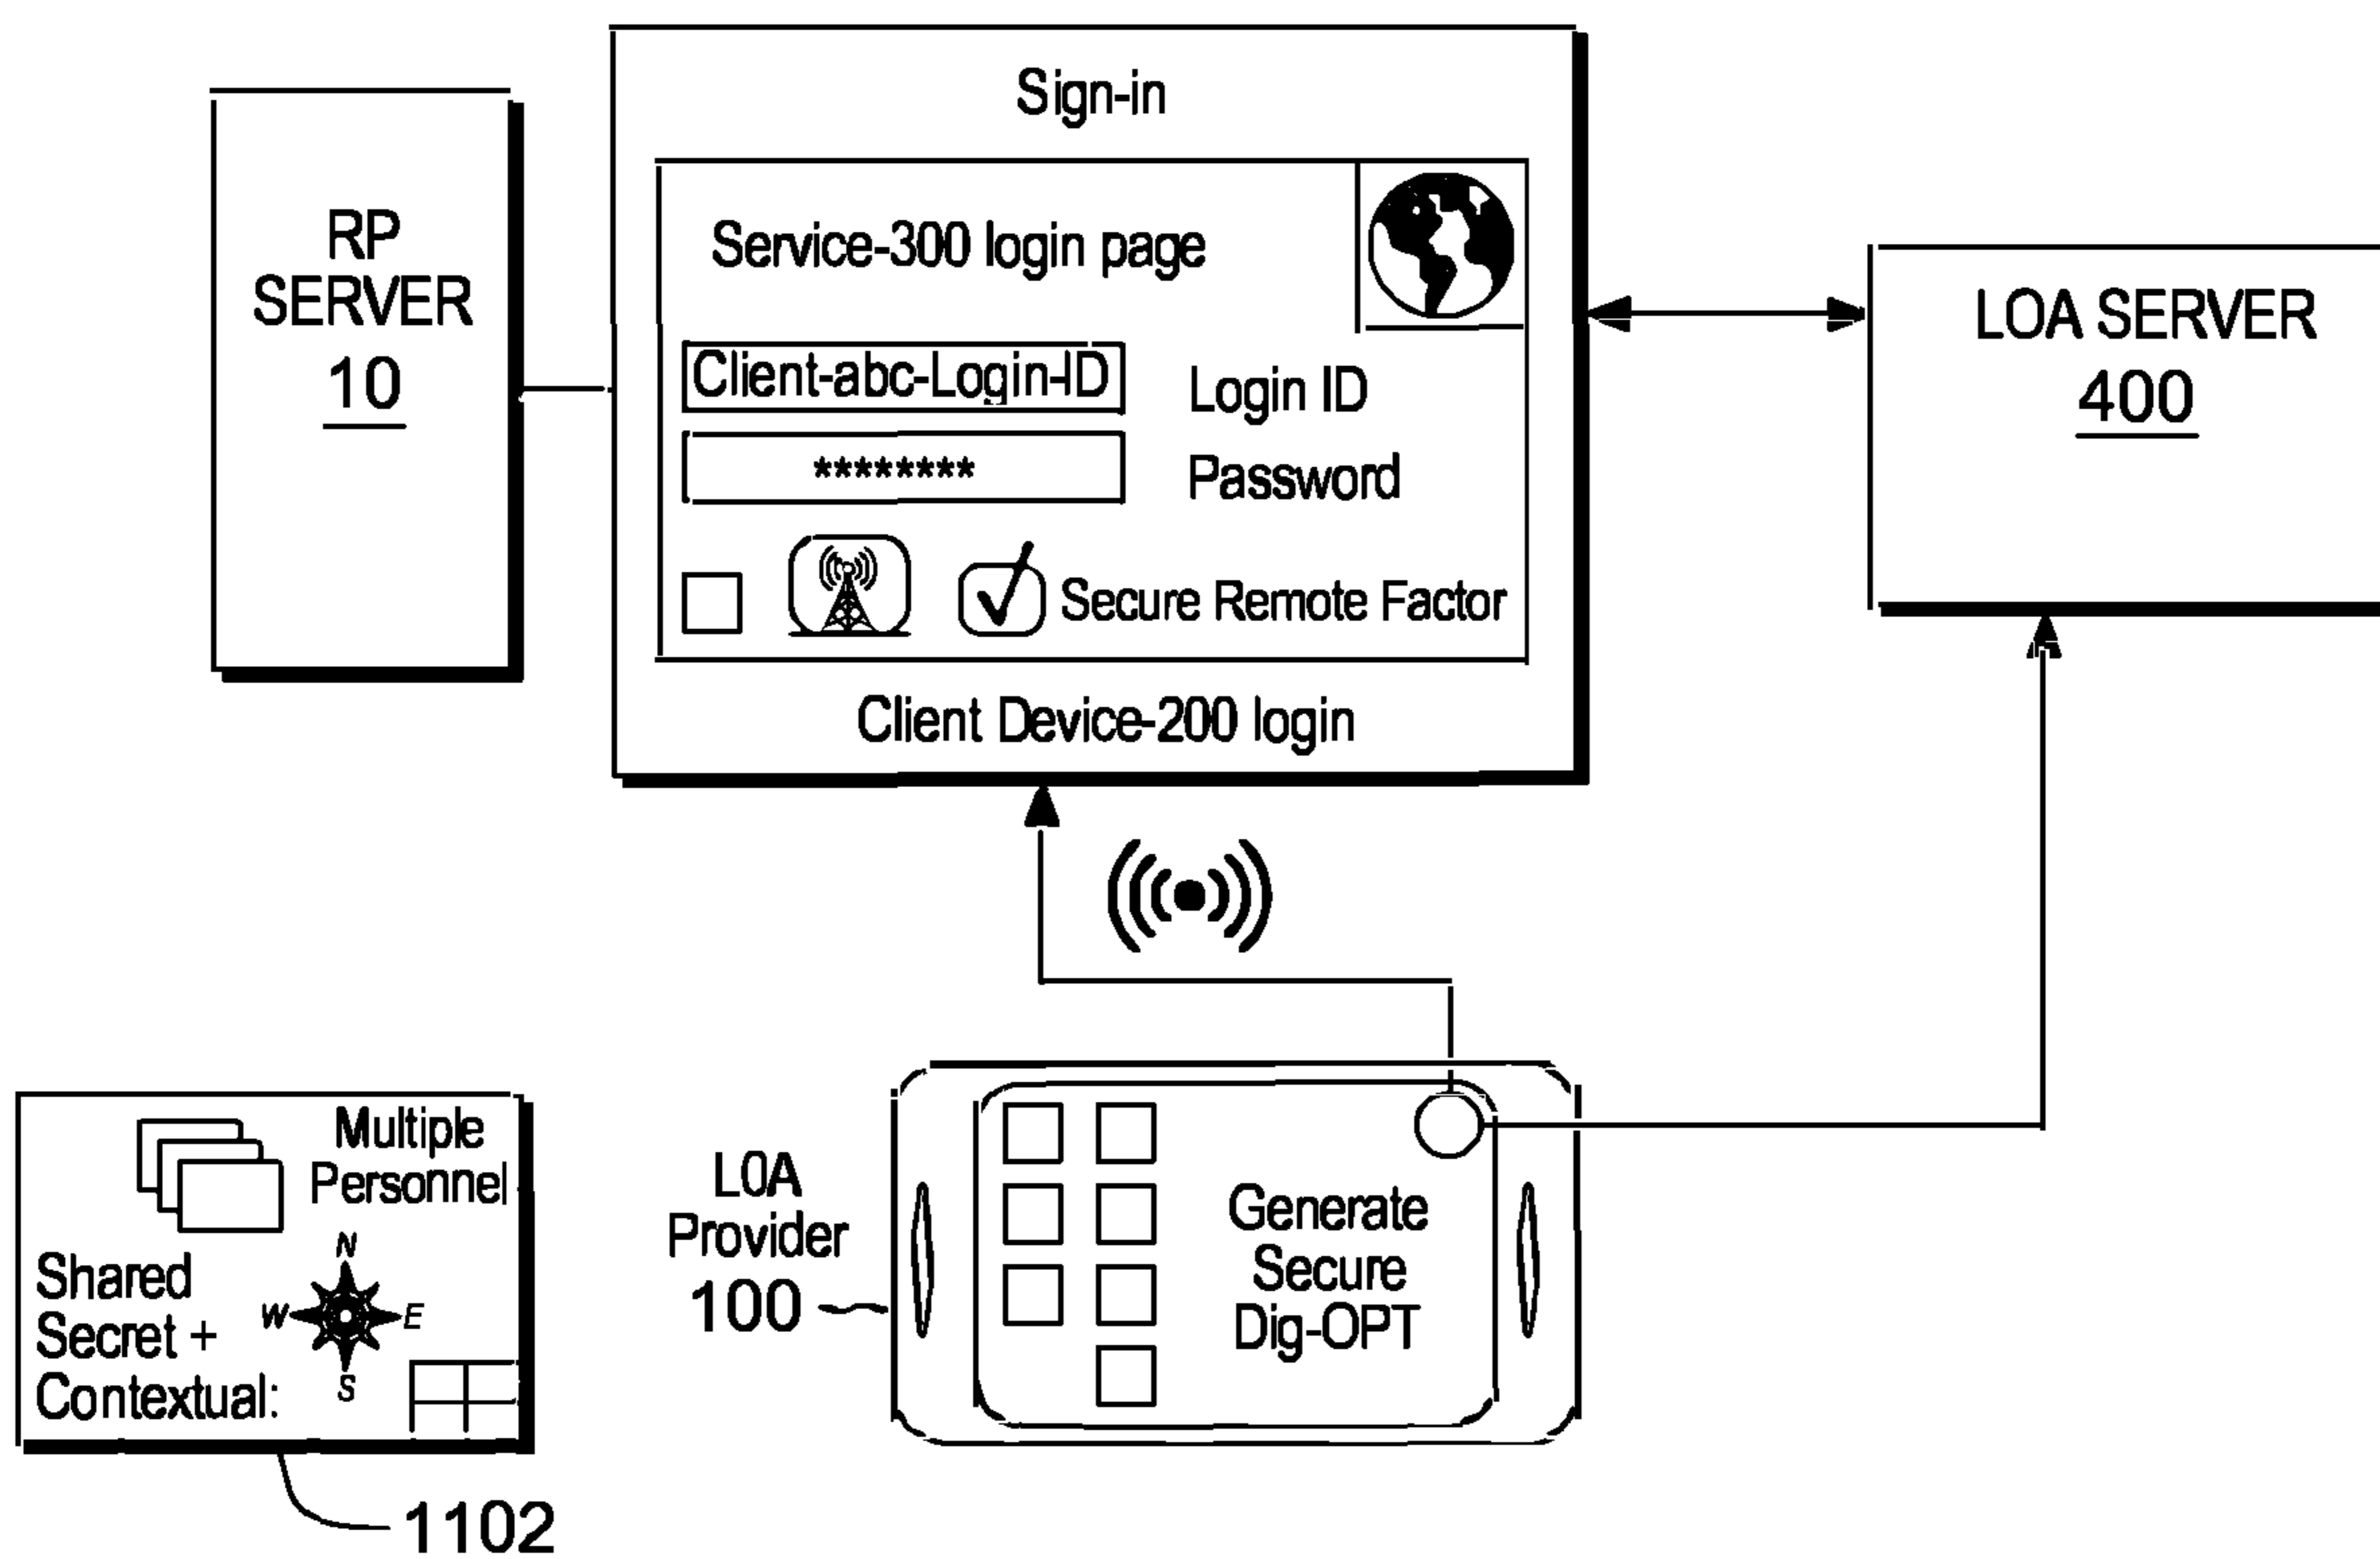 Sign-in
RP
SERVER
10
Service-300 login page
Client-abc-Login-ID
Login ID
********
Password
Secure Remote Factor
Client Device-200 login
LOA SERVER
400
Multiple
Personnel
Shared
Secret +
Contextual:
N
W
E
S
1102
L0A
Provider
100
Generate
Secure
Dig-OPT